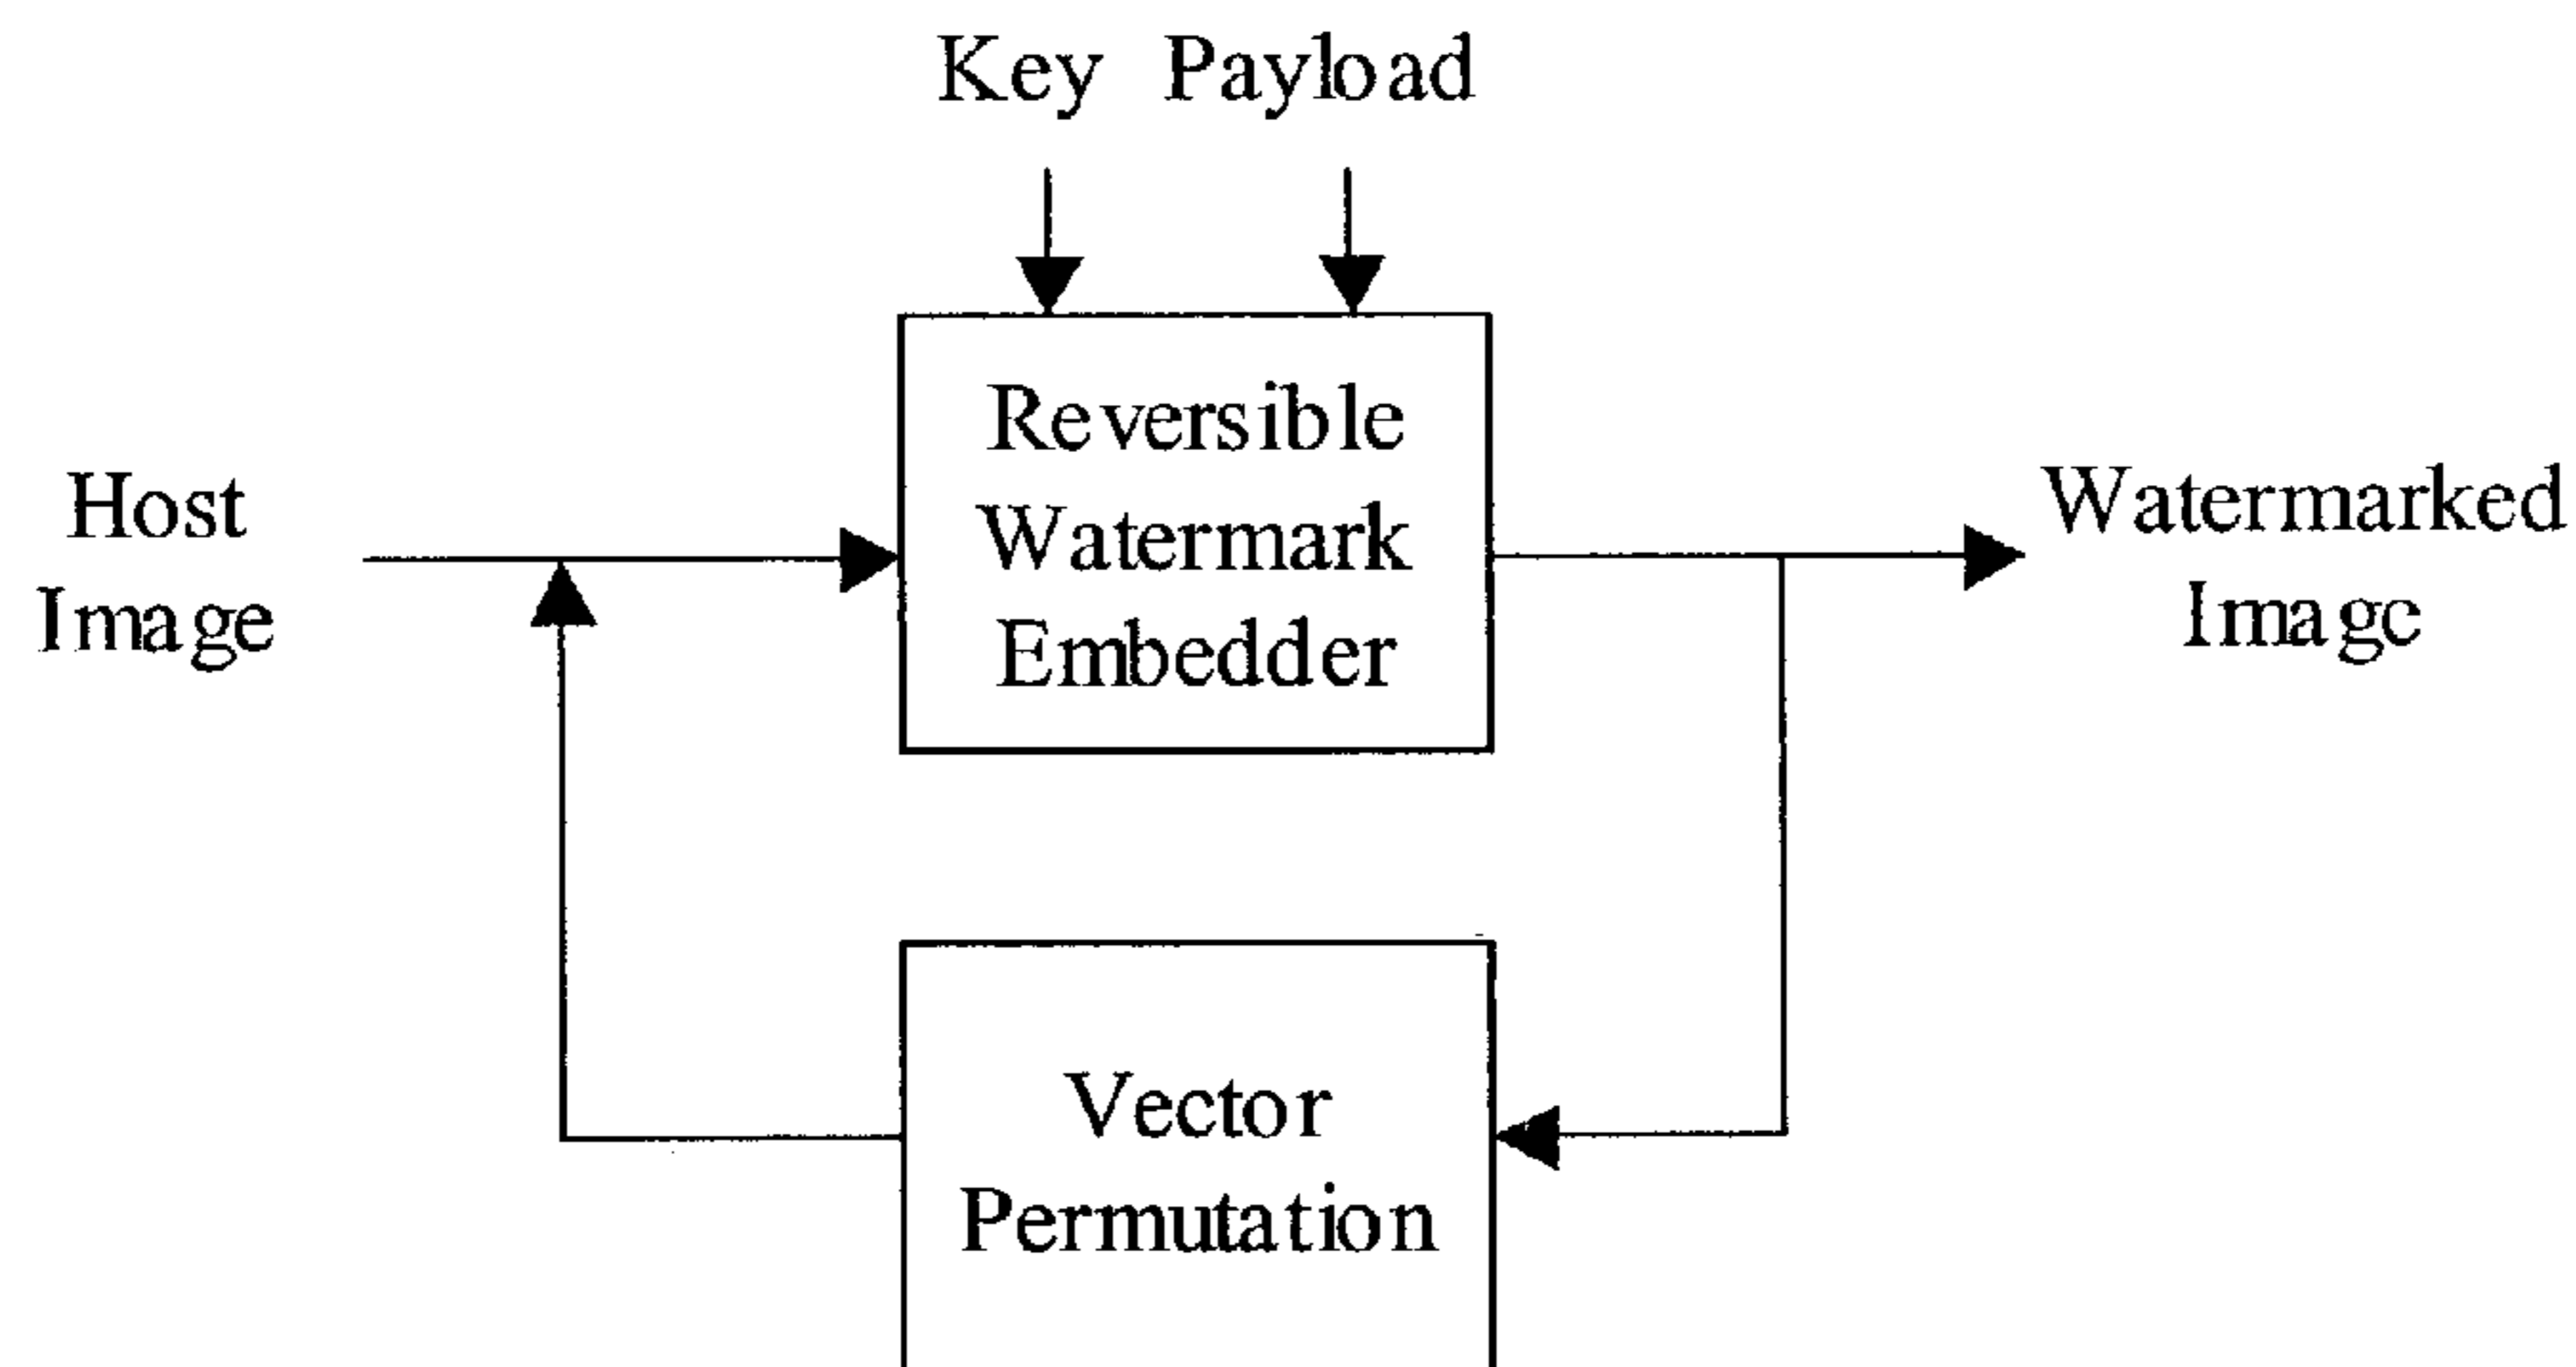 Key Payload
Reversible
Watermark
Embedder
Host
Image
Watermarked
Image
Vector
Permutation